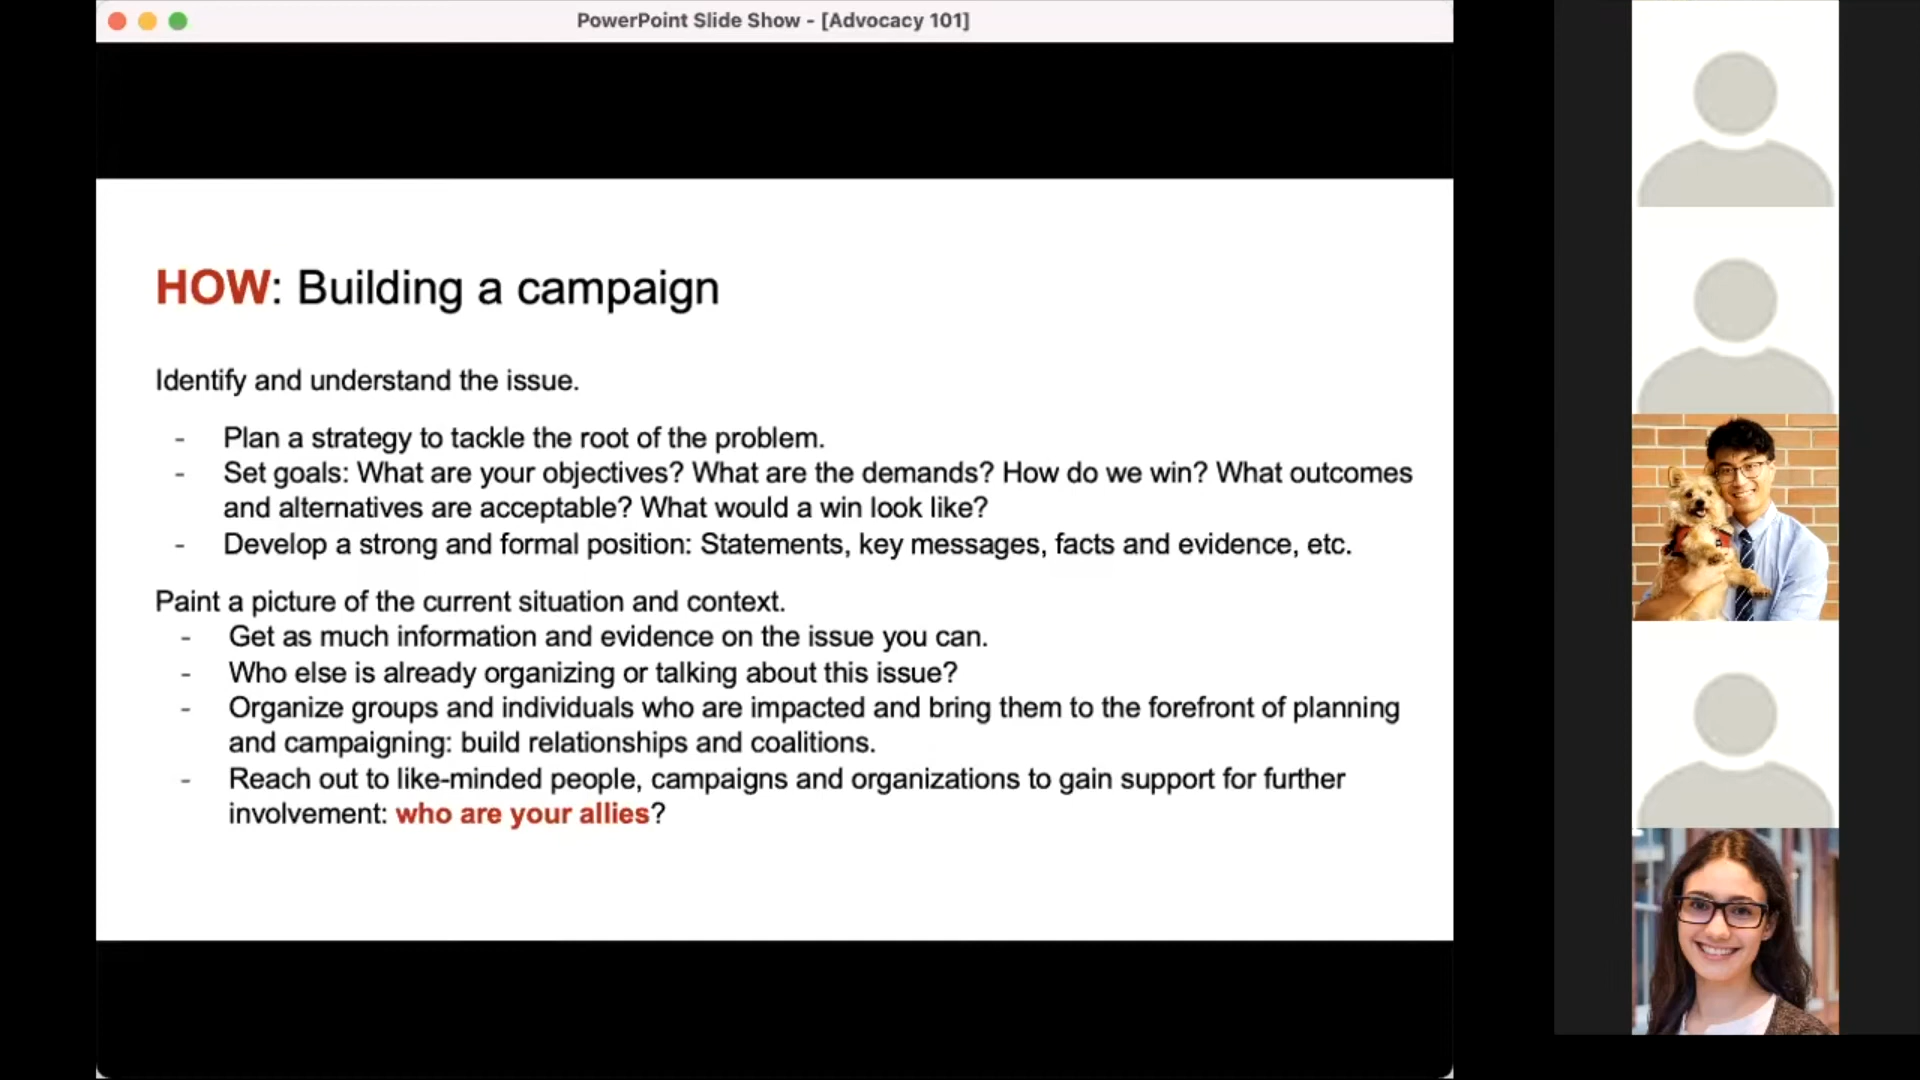 PowerPoint Slide Show - [Advocacy 101]
HOW: Building a campaign
Identify and understand the issue.
- Plan a strategy to tackle the root of the problem.
- Set goals: What are your objectives? What are the demands? How do we win? What outcomes
and alternatives are acceptable? What would a win look like?
- Develop a strong and formal position: Statements, key messages, facts and evidence, etc.
Paint a picture of the current situation and context.
- Get as much information and evidence on the issue you can.
- Who else is already organizing or talking about this issue?
- Organize groups and individuals who are impacted and bring them to the forefront of planning
and campaigning: build relationships and coalitions.
- Reach out to like-minded people, campaigns and organizations to gain support for further
involvement: who are your allies?